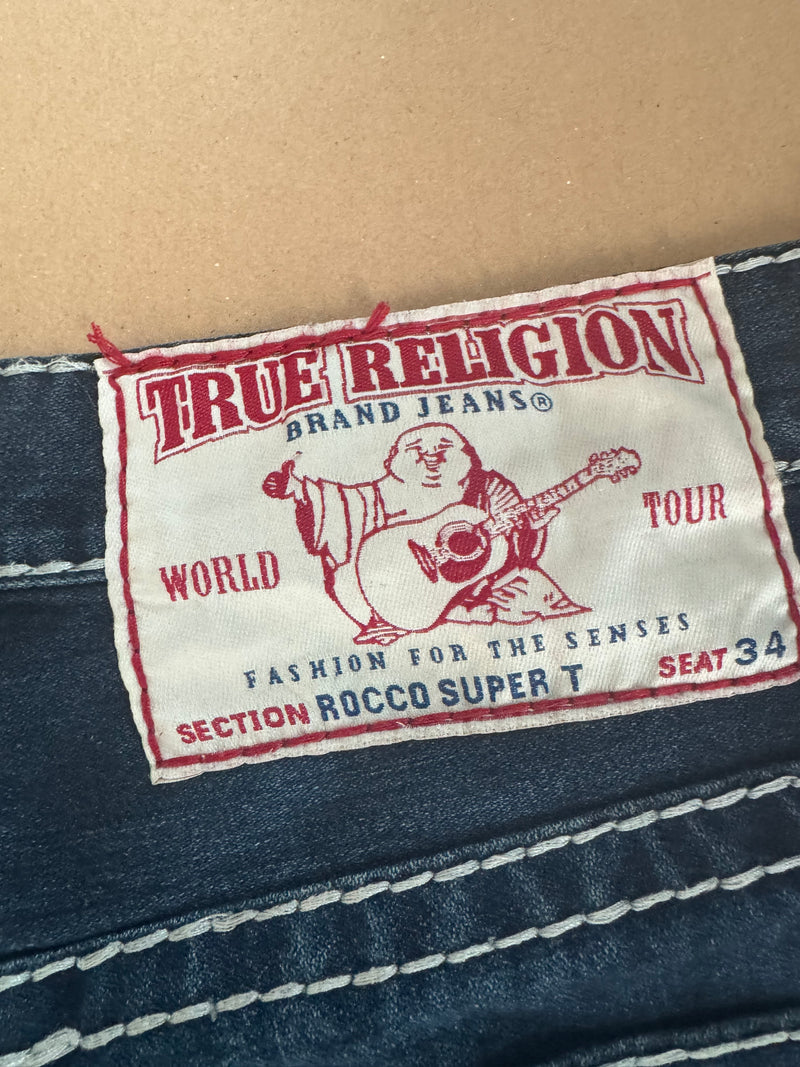 TRUE RELIGION
BRAND JEANS®
WORLD TOUR
FASHION FOR THE SENSES
SECTION ROCCO SUPER T SEAT 34